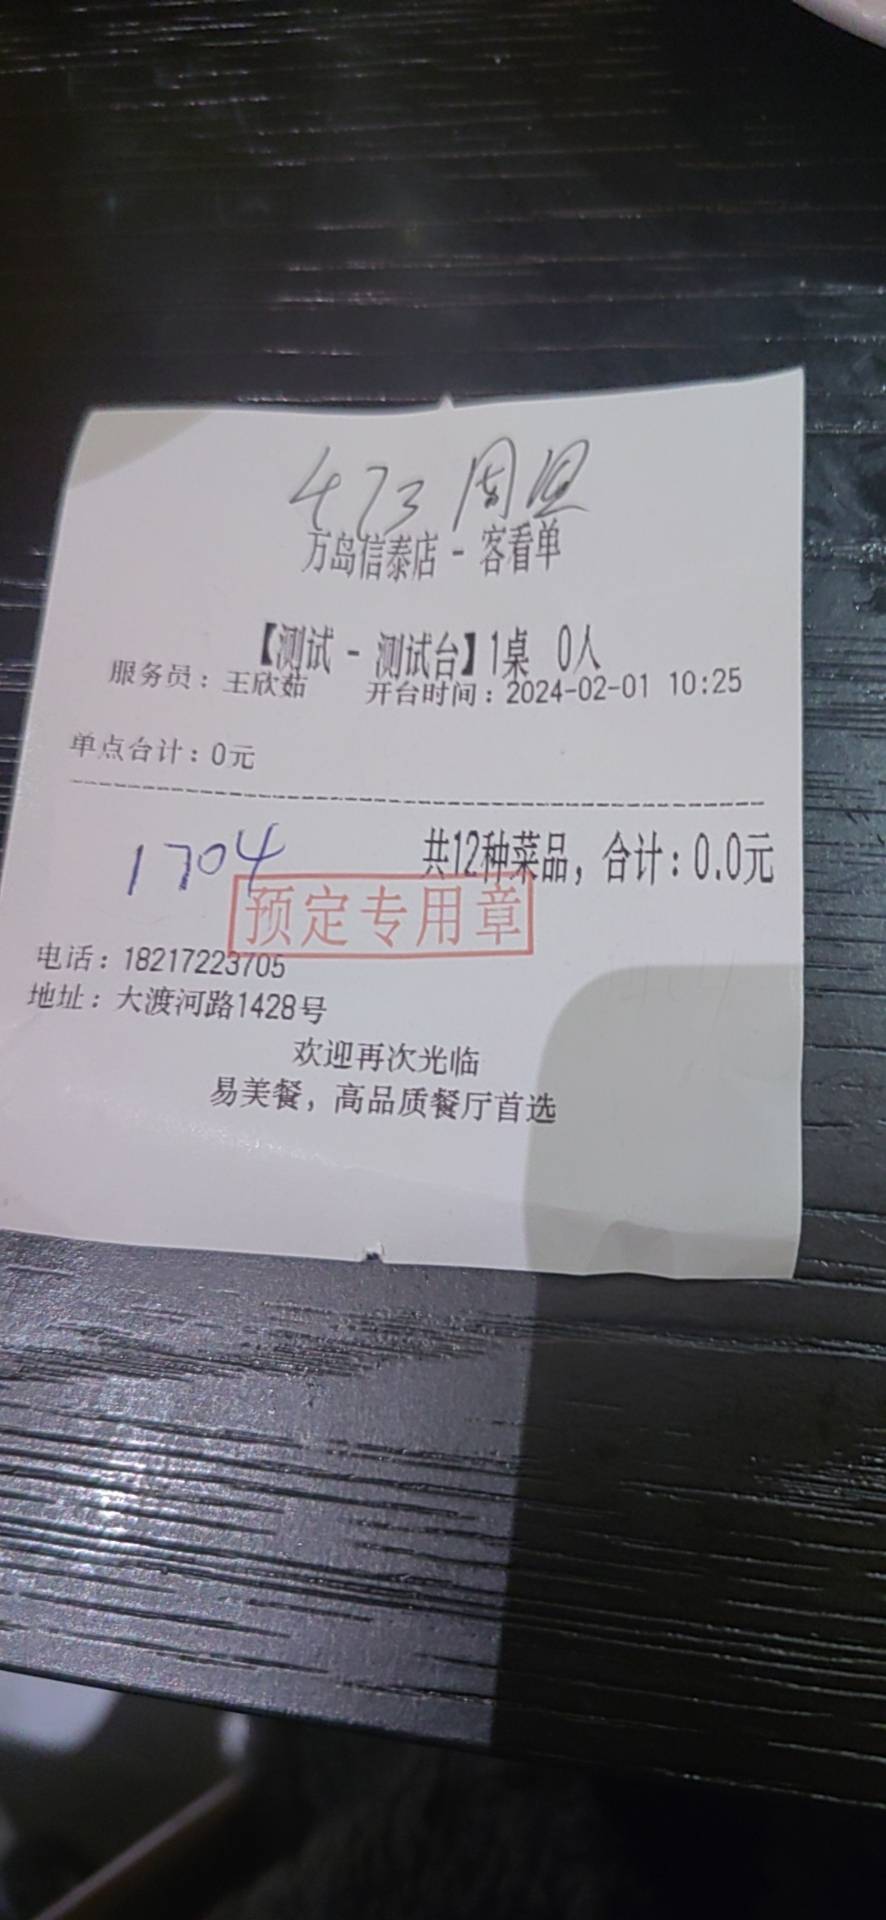 473 周
万岛信泰店 - 客看单
【测试 - 测试台】1桌 0人
服务员：王欣茹 开台时间：2024-02-01 10:25
单点合计：0元
1704
共12种菜品，合计：0.0元
预定专用章
电话：18217223705
地址：大渡河路1428号
欢迎再次光临
易美餐，高品质餐厅首选